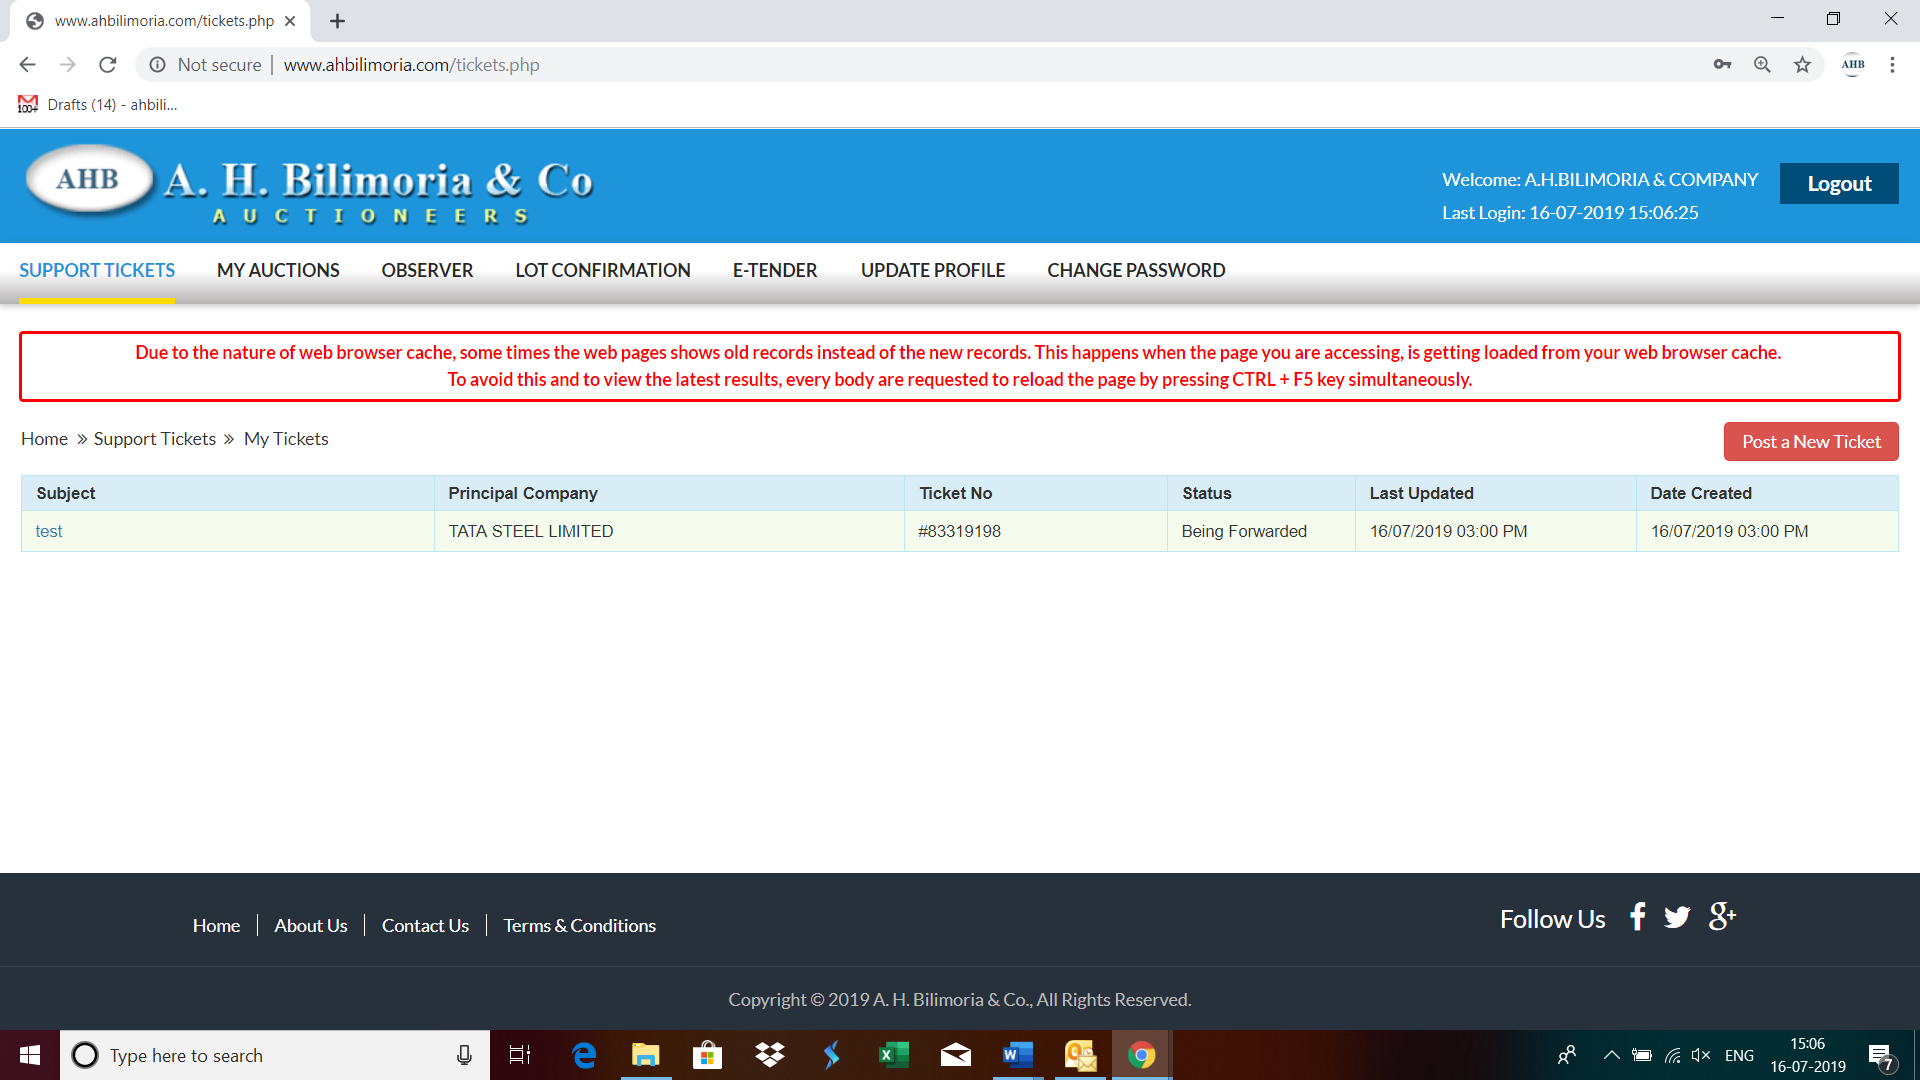 www.ahbilimoria.com/tickets.php
Not secure | www.ahbilimoria.com/tickets.php
AHB
100+ Drafts (14) - ahbili...
AHB A. H. Bilimoria & Co
AUCTIONEERS
Welcome: A.H.BILIMORIA & COMPANY
Last Login: 16-07-2019 15:06:25
Logout
SUPPORT TICKETS MY AUCTIONS OBSERVER LOT CONFIRMATION E-TENDER UPDATE PROFILE CHANGE PASSWORD
Due to the nature of web browser cache, some times the web pages shows old records instead of the new records. This happens when the page you are accessing, is getting loaded from your web browser cache.
To avoid this and to view the latest results, every body are requested to reload the page by pressing CTRL + F5 key simultaneously.
Home » Support Tickets » My Tickets
Post a New Ticket
Subject Principal Company Ticket No Status Last Updated Date Created
test TATA STEEL LIMITED #83319198 Being Forwarded 16/07/2019 03:00 PM 16/07/2019 03:00 PM
Home | About Us | Contact Us | Terms & Conditions
Follow Us f g+
Copyright © 2019 A. H. Bilimoria & Co., All Rights Reserved.
Type here to search
ENG
15:06
16-07-2019
7